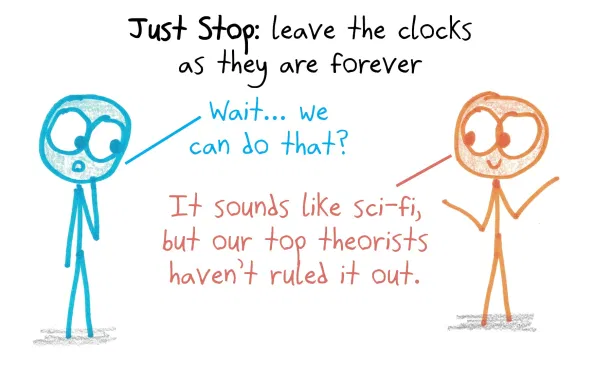 Just Stop: leave the clocks
as they are forever
Wait... we
can do that?
It sounds like sci-fi,
but our top theorists
haven't ruled it out.